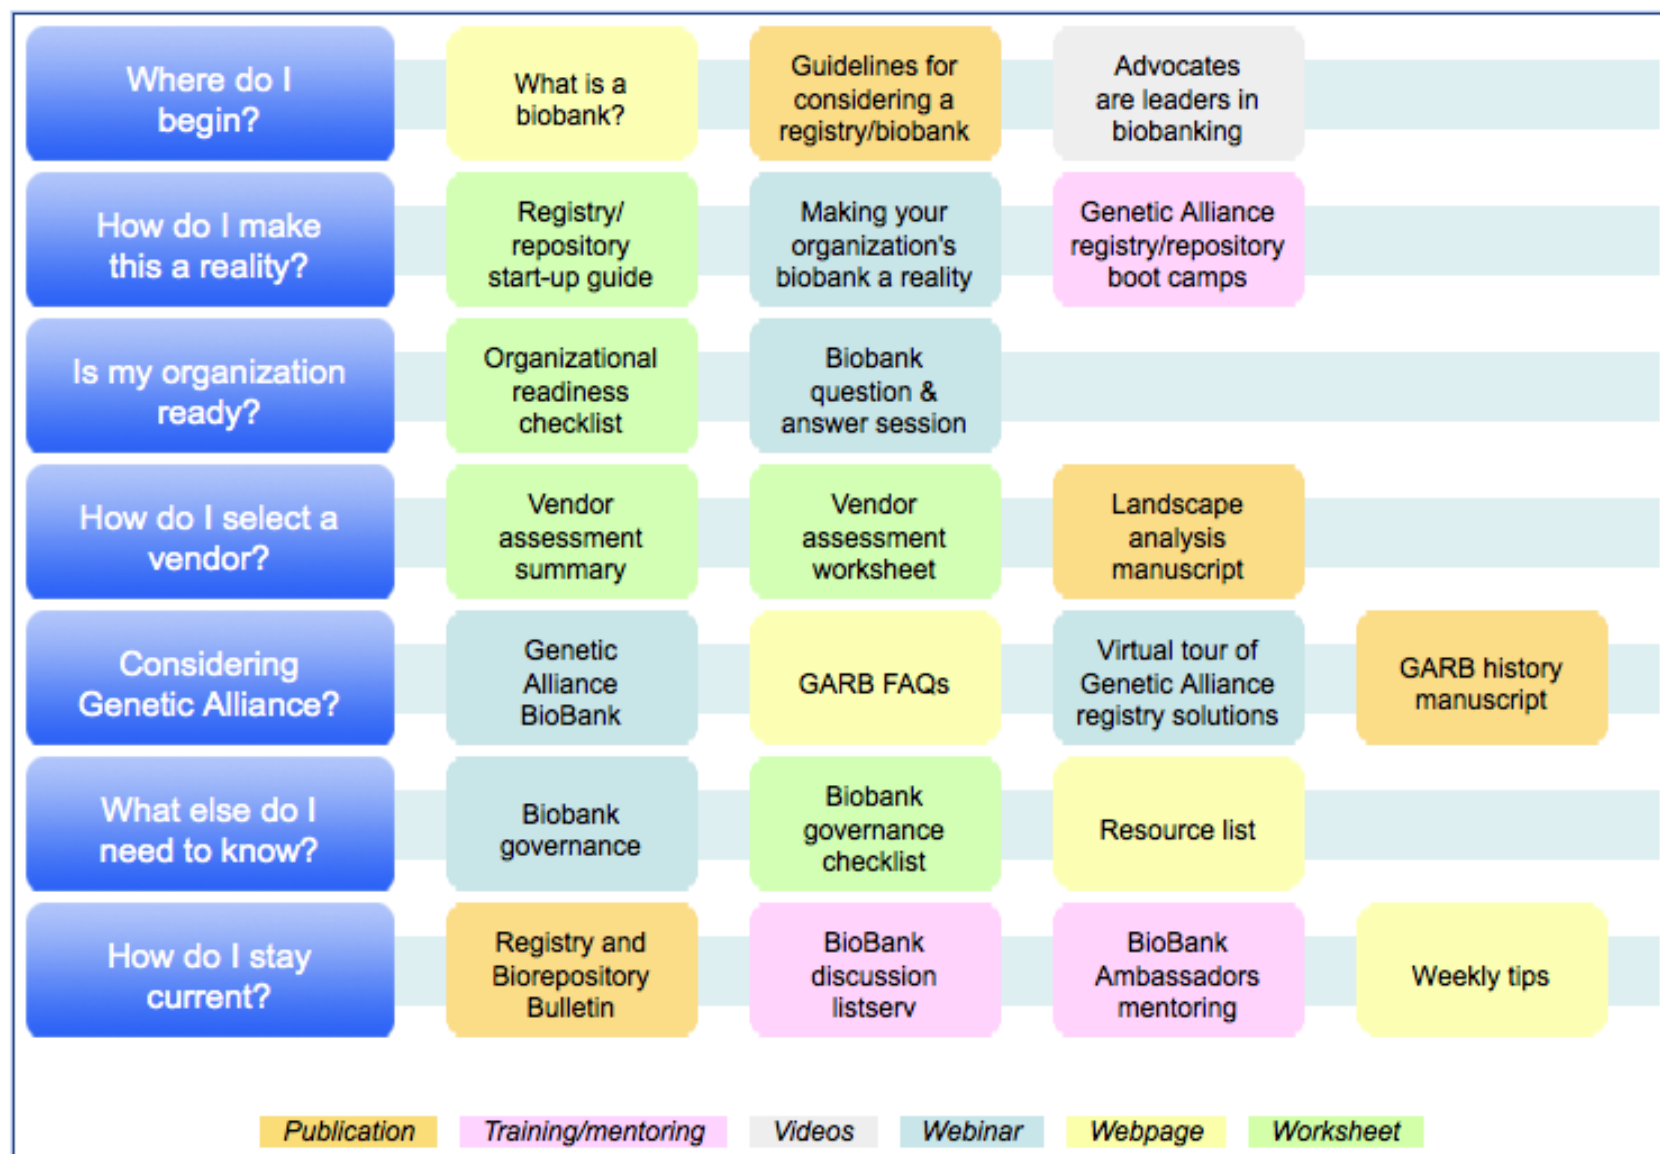 Where do I
begin?
What is a
biobank?
Guidelines for
considering a
registry/biobank
Advocates
are leaders in
biobanking
How do I make
this a reality?
Registry/
repository
start-up guide
Making your
organization's
biobank a reality
Genetic Alliance
registry/repository
boot camps
Is my organization
ready?
Organizational
readiness
checklist
Biobank
question &
answer session
How do I select a
vendor?
Vendor
assessment
summary
Vendor
assessment
worksheet
Landscape
analysis
manuscript
Considering
Genetic Alliance?
Genetic
Alliance
BioBank
GARB FAQs
Virtual tour of
Genetic Alliance
registry solutions
GARB history
manuscript
What else do I
need to know?
Biobank
governance
Biobank
governance
checklist
Resource list
How do I stay
current?
Registry and
Biorepository
Bulletin
BioBank
discussion
listserv
BioBank
Ambassadors
mentoring
Weekly tips
Publication
Training/mentoring
Videos
Webinar
Webpage
Worksheet